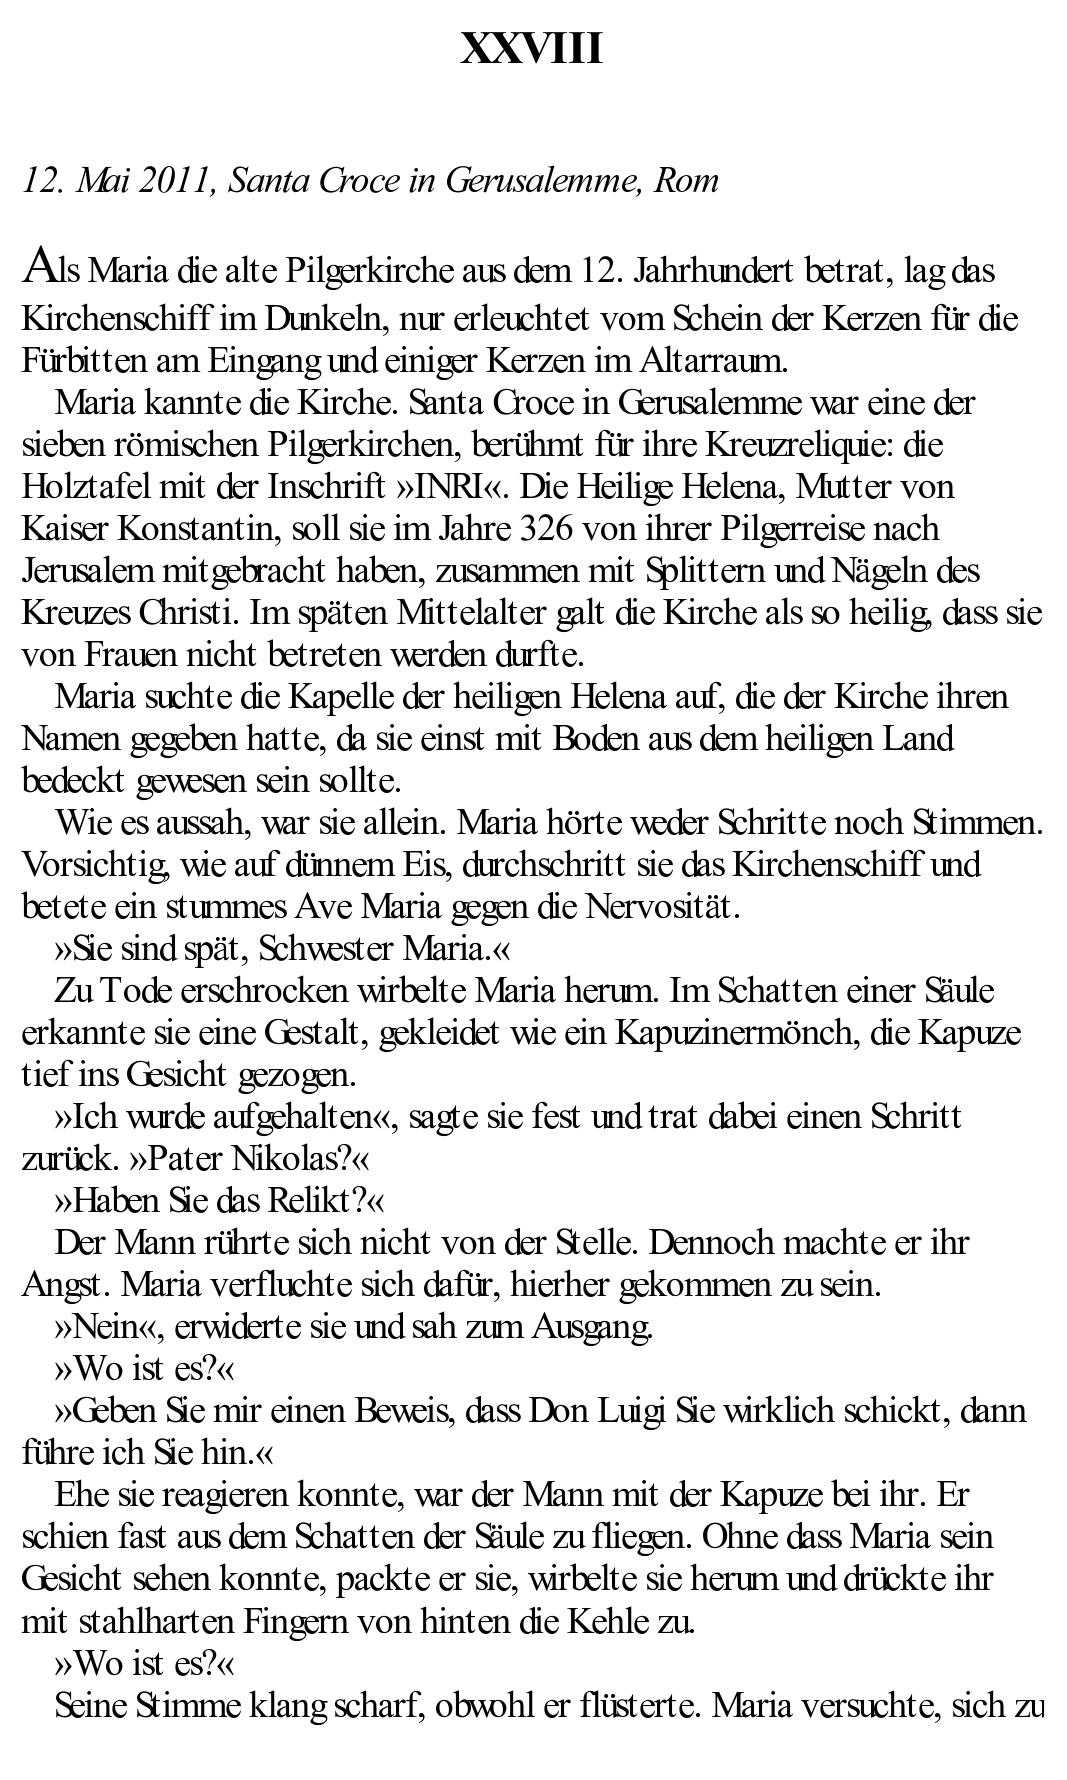 XXVIII
12. Mai 2011, Santa Croce in Gerusalemme, Rom
Als Maria die alte Pilgerkirche aus dem 12. Jahrhundert betrat, lag das
Kirchenschiff im Dunkeln, nur erleuchtet vom Schein der Kerzen für die
Fürbitten am Eingang und einiger Kerzen im Altarraum.
Maria kannte die Kirche. Santa Croce in Gerusalemme war eine der
sieben römischen Pilgerkirchen, berühmt für ihre Kreuzreliquie: die
Holztafel mit der Inschrift »INRI«. Die Heilige Helena, Mutter von
Kaiser Konstantin, soll sie im Jahre 326 von ihrer Pilgerreise nach
Jerusalem mitgebracht haben, zusammen mit Splittern und Nägeln des
Kreuzes Christi. Im späten Mittelalter galt die Kirche als so heilig, dass sie
von Frauen nicht betreten werden durfte.
Maria suchte die Kapelle der heiligen Helena auf, die der Kirche ihren
Namen gegeben hatte, da sie einst mit Boden aus dem heiligen Land
bedeckt gewesen sein sollte.
Wie es aussah, war sie allein. Maria hörte weder Schritte noch Stimmen.
Vorsichtig, wie auf dünnem Eis, durchschritt sie das Kirchenschiff und
betete ein stummes Ave Maria gegen die Nervosität.
»Sie sind spät, Schwester Maria.«
Zu Tode erschrocken wirbelte Maria herum. Im Schatten einer Säule
erkannte sie eine Gestalt, gekleidet wie ein Kapuzinermönch, die Kapuze
tief ins Gesicht gezogen.
»Ich wurde aufgehalten«, sagte sie fest und trat dabei einen Schritt
zurück. »Pater Nikolas?«
»Haben Sie das Relikt?«
Der Mann rührte sich nicht von der Stelle. Dennoch machte er ihr
Angst. Maria verfluchte sich dafür, hierher gekommen zu sein.
»Nein«, erwiderte sie und sah zum Ausgang.
»Wo ist es?«
»Geben Sie mir einen Beweis, dass Don Luigi Sie wirklich schickt, dann
führe ich Sie hin.«
Ehe sie reagieren konnte, war der Mann mit der Kapuze bei ihr. Er
schien fast aus dem Schatten der Säule zu fliegen. Ohne dass Maria sein
Gesicht sehen konnte, packte er sie, wirbelte sie herum und drückte ihr
mit stahlharten Fingern von hinten die Kehle zu.
»Wo ist es?«
Seine Stimme klang scharf, obwohl er flüsterte. Maria versuchte, sich zu